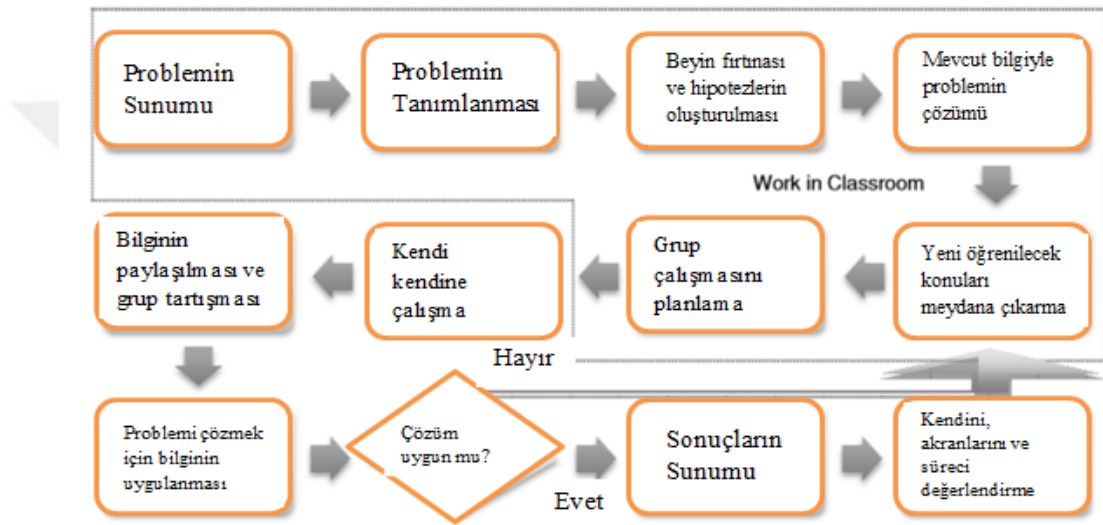 Problemin
Sunumu
Problemin
Tanımlanması
Beyin fırtınası
ve hipotezlerin
oluşturulması
Mevcut bilgiyle
problemin
çözümü
Work in Classroom
Yeni öğrenilecek
konuları
meydana çıkarma
Grup
çalışmasını
planlama
Kendi
kendine
çalışma
Bilginin
paylaşılması ve
grup tartışması
Hayır
Problemi çözmek
için bilginin
uygulanması
Çözüm
uygun mu?
Evet
Sonuçların
Sunumu
Kendini,
akranlarını ve
süreci
değerlendirme